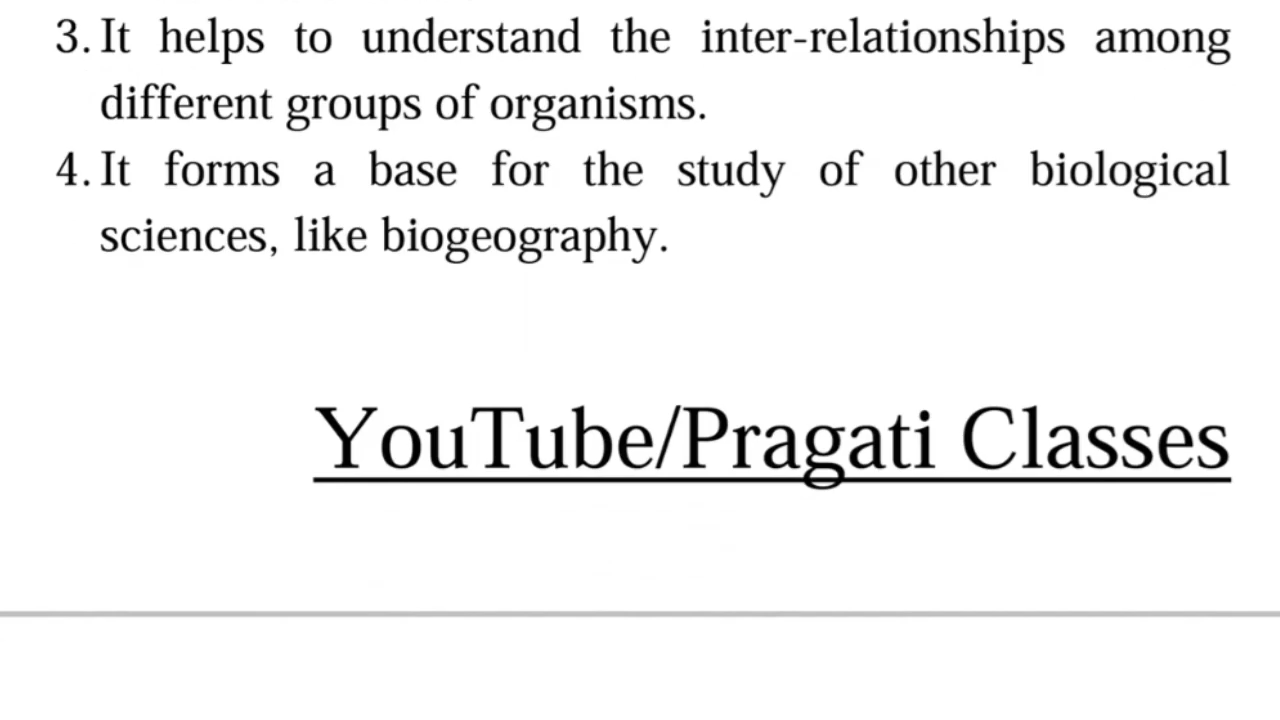 3. It helps to understand the inter-relationships among
different groups of organisms.
4. It forms a base for the study of other biological
sciences, like biogeography.
YouTube/Pragati Classes